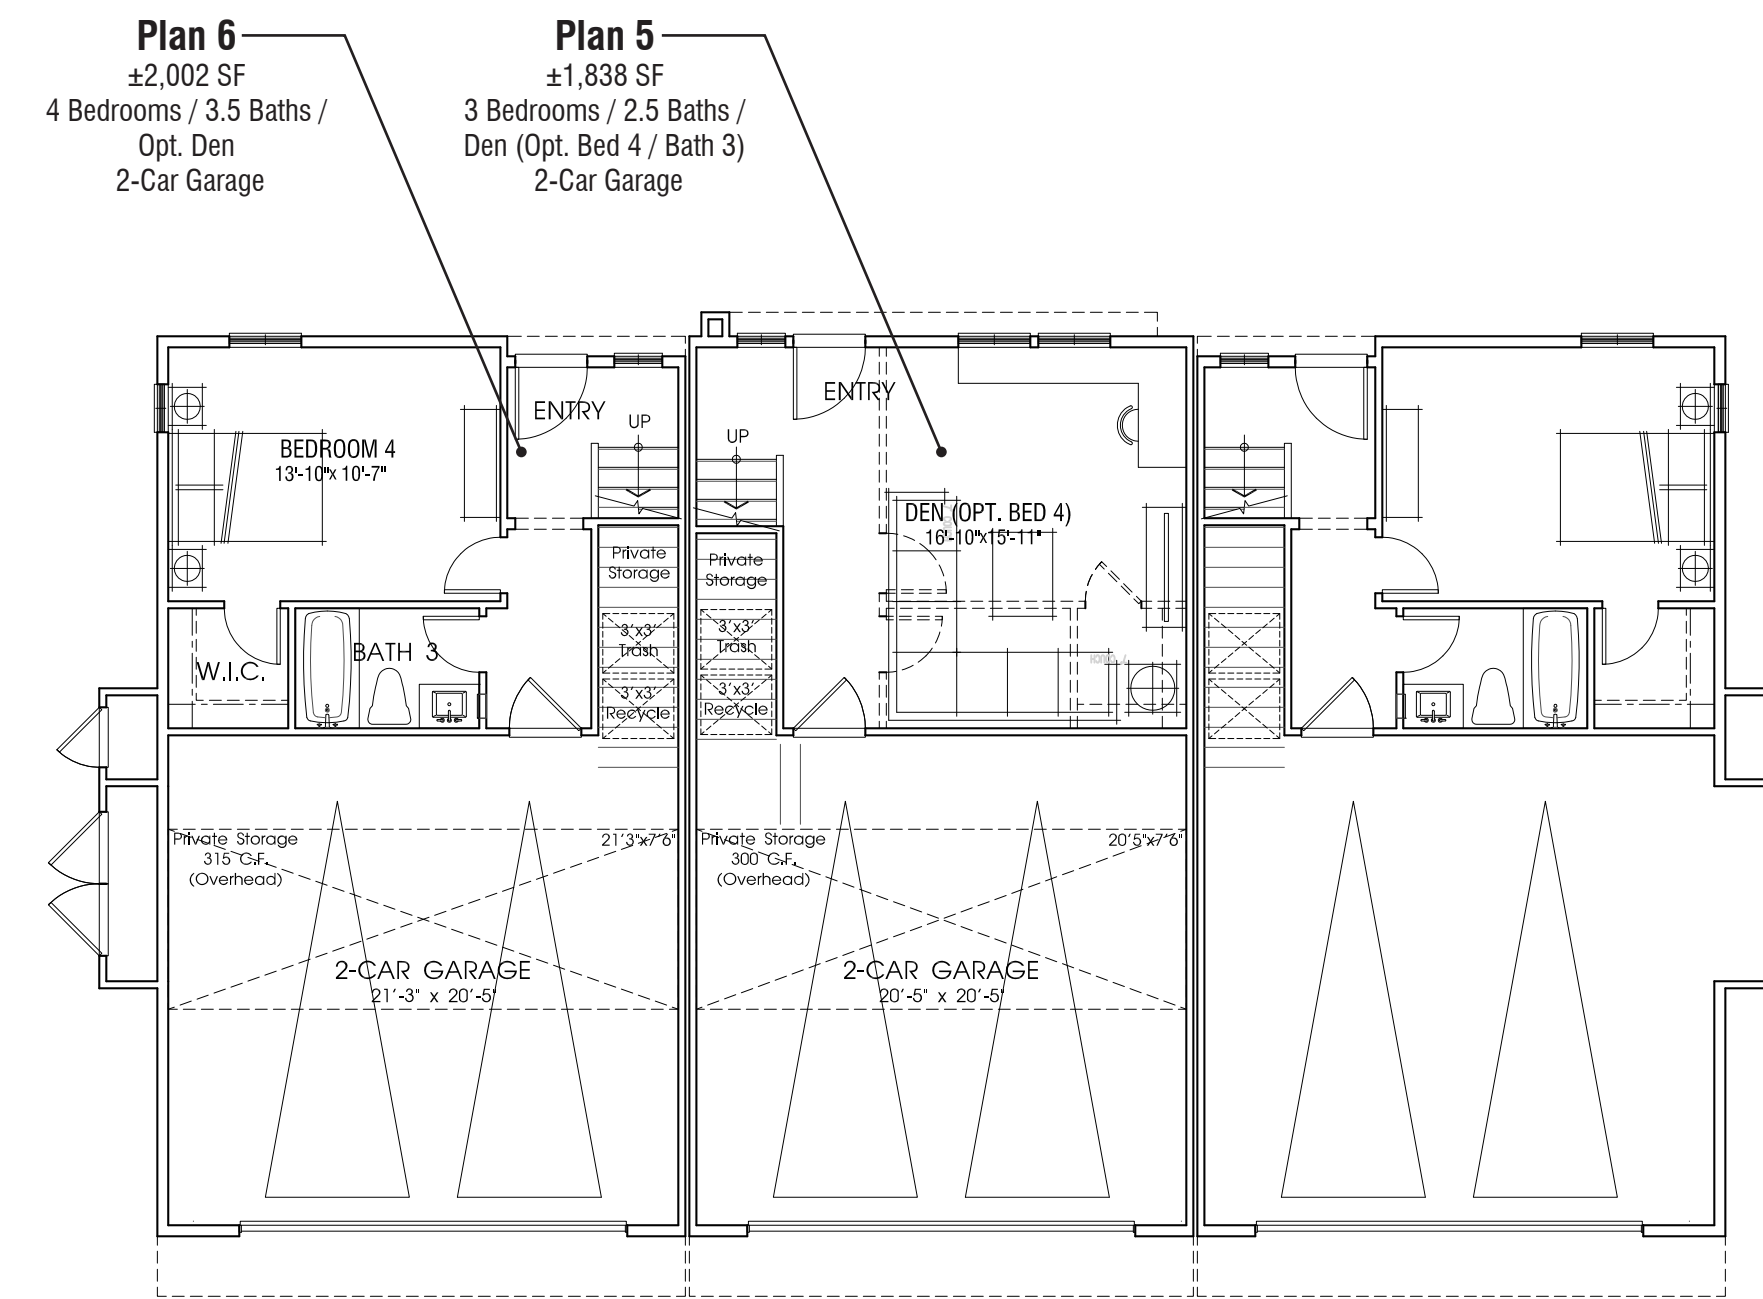 Plan 6
±2,002 SF
4 Bedrooms / 3.5 Baths /
Opt. Den
2-Car Garage
Plan 5
±1,838 SF
3 Bedrooms / 2.5 Baths /
Den (Opt. Bed 4 / Bath 3)
2-Car Garage
BEDROOM 4
13'-10"x 10'-7"
ENTRY
UP
Private
Storage
3'x3'
Trash
3'x3'
Recycle
W.I.C.
BATH 3
Private Storage
315 C.F.
(Overhead)
21'3"x7'6"
2-CAR GARAGE
21'-3" x 20'-5"
ENTRY
UP
DEN (OPT. BED 4)
16'-10"x15'-11"
Private
Storage
3'x3'
Trash
3'x3'
Recycle
7' COUCH
Private Storage
300 C.F.
(Overhead)
20'5"x7'6"
2-CAR GARAGE
20'-5" x 20'-5"